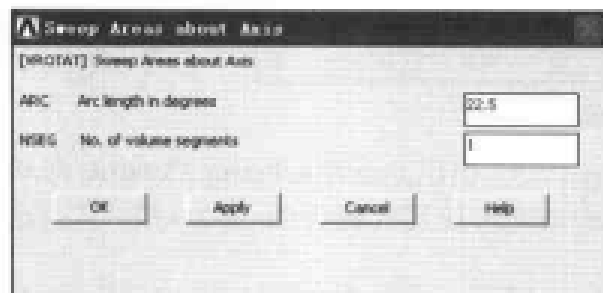 Sweep Areas about Axis
[VROTAT] Sweep Areas about Axis
ARC Arc length in degrees 22.5
NSEG No. of volume segments 1
OK Apply Cancel Help